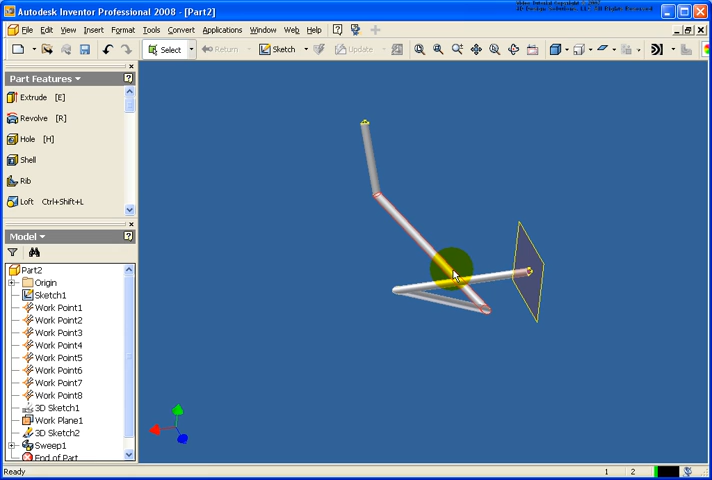 Autodesk Inventor Professional 2008 - [Part2]
File Edit View Insert Format Tools Convert Applications Window Web Help
Select Return Sketch Update
Part Features
Extrude [E]
Revolve [R]
Hole [H]
Shell
Rib
Loft Ctrl+Shift+L
Model
Part2
Origin
Sketch1
Work Point1
Work Point2
Work Point3
Work Point4
Work Point5
Work Point6
Work Point7
Work Point8
3D Sketch1
Work Plane1
3D Sketch2
Sweep1
End of Part
Ready 1 2